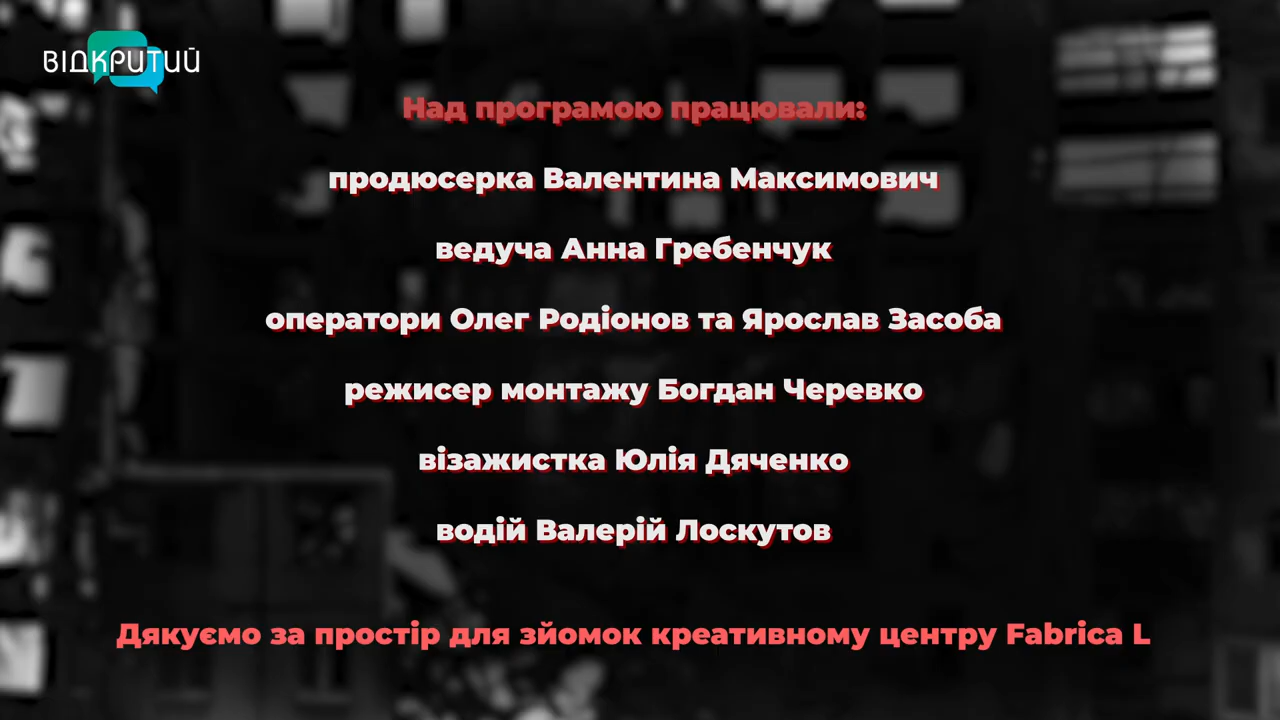 ВІДКРИТИЙ
Над програмою працювали:
продюсерка Валентина Максимович
ведуча Анна Гребенчук
оператори Олег Родіонов та Ярослав Засоба
режисер монтажу Богдан Черевко
візажистка Юлія Дяченко
водій Валерій Лоскутов
Дякуємо за простір для зйомок креативному центру Fabrica L